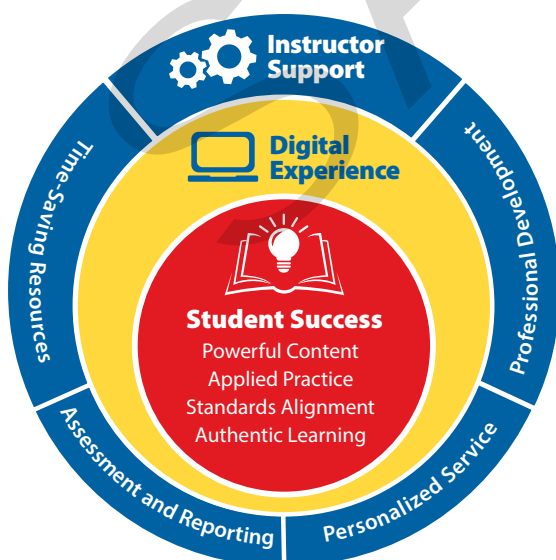 Instructor
Support
Digital
Experience
Student Success
Powerful Content
Applied Practice
Standards Alignment
Authentic Learning
Time-Saving Resources
Assessment and Reporting
Personalized Service
Professional Development